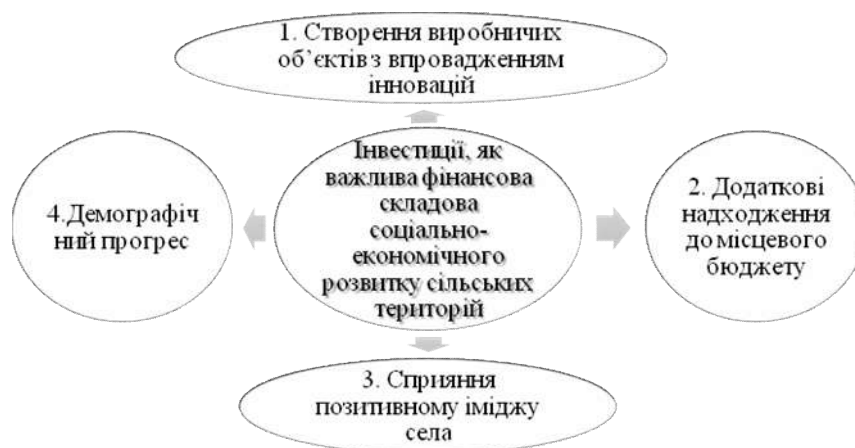 1. Створення виробничих
об’єктів з впровадженням
інновацій
Інвестиції, як
важлива фінансова
складова
соціально-
економічного
розвитку сільських
територій
2. Додаткові
надходження
до місцевого
бюджету
3. Сприяння
позитивному іміджу
села
4.Демографіч
ний прогрес